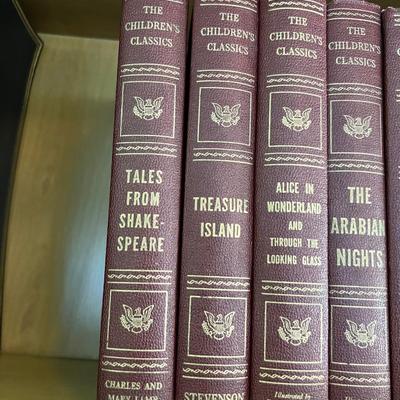 THE
CHILDREN'S
CLASSICS
TALES
FROM
SHAKE-
SPEARE
CHARLES AND
MARY LAMB
THE
CHILDREN'S
CLASSICS
TREASURE
ISLAND
STEVENSON
THE
CHILDREN'S
CLASSICS
ALICE IN
WONDERLAND
AND
THROUGH THE
LOOKING GLASS
Illustrated by
THE
CHILDREN'S
CLASSICS
THE
ARABIAN
NIGHTS